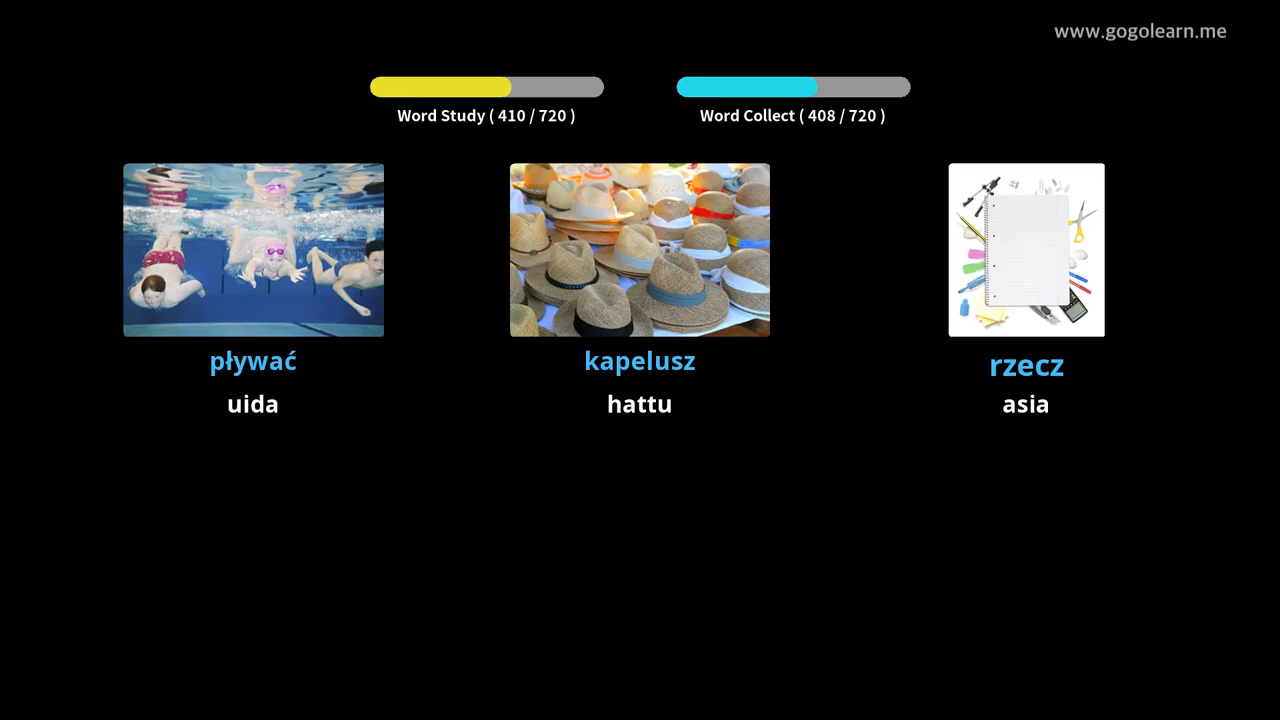 www.gogolearn.me
Word Study ( 410 / 720 )
Word Collect ( 408 / 720 )
pływać
uida
kapelusz
hattu
rzecz
asia